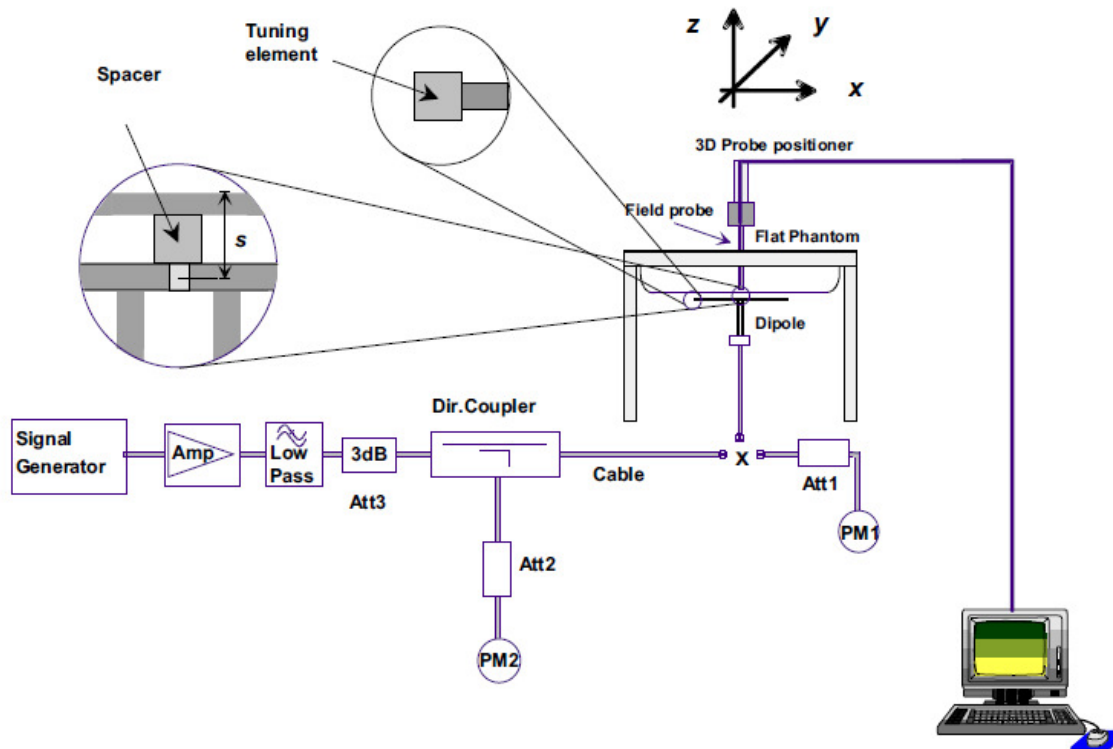 Tuning
element
Spacer
z
y
x
3D Probe positioner
Field probe
Flat Phantom
s
Dipole
Dir.Coupler
Signal
Generator
Amp
Low
Pass
3dB
Att3
Cable
X
Att1
PM1
Att2
PM2